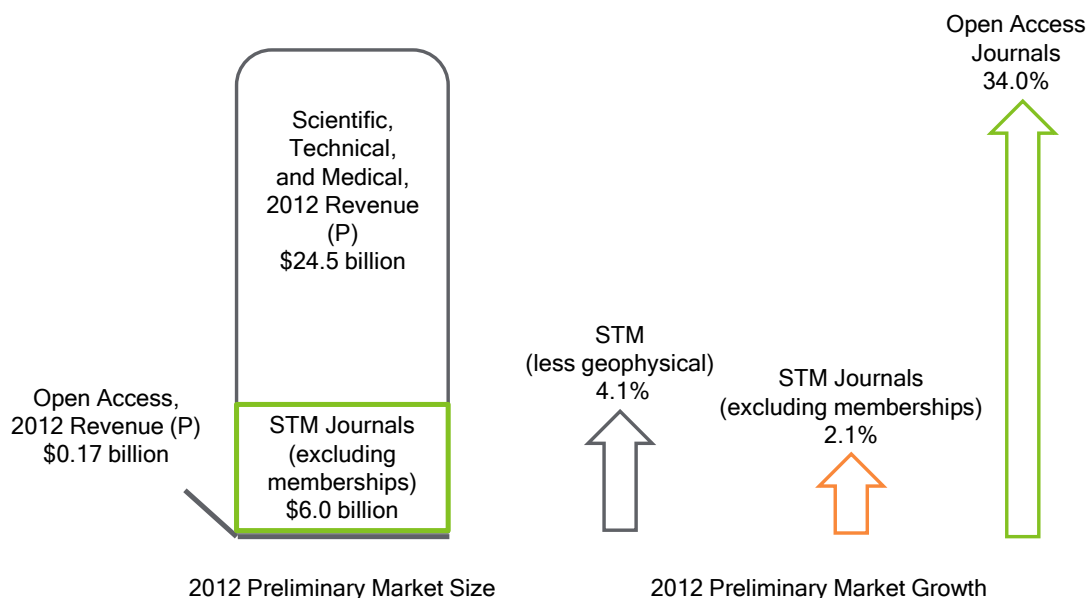 Open Access
Journals
34.0%
Scientific,
Technical,
and Medical,
2012 Revenue
(P)
$24.5 billion
STM
(less geophysical)
4.1%
STM Journals
(excluding memberships)
2.1%
Open Access,
2012 Revenue (P)
$0.17 billion
STM Journals
(excluding
memberships)
$6.0 billion
2012 Preliminary Market Size
2012 Preliminary Market Growth